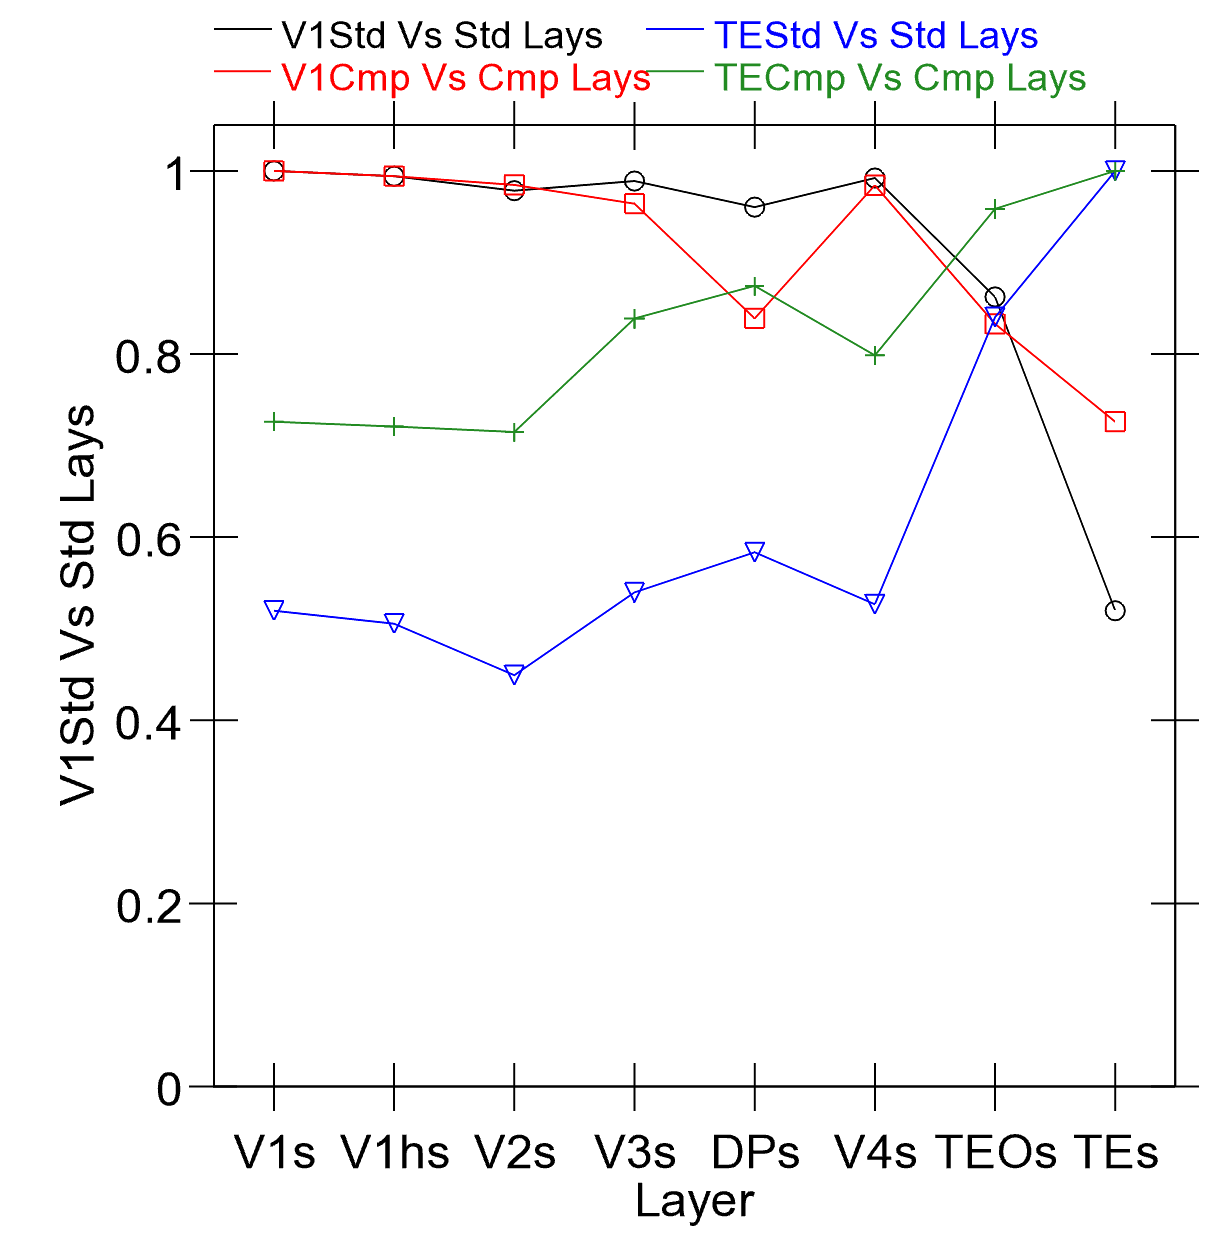 V1Std Vs Std Lays TEStd Vs Std Lays
V1Cmp Vs Cmp Lays TECmp Vs Cmp Lays
V1Std Vs Std Lays
1
0.8
0.6
0.4
0.2
0
V1s V1hs V2s V3s DPs V4s TEOs TEs
Layer